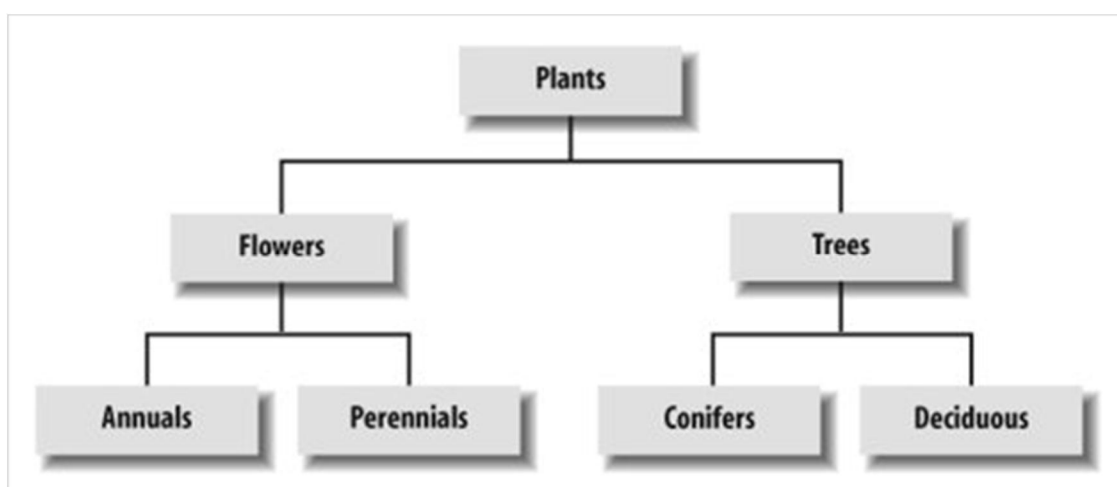 Plants
Flowers
Trees
Annuals
Perennials
Conifers
Deciduous